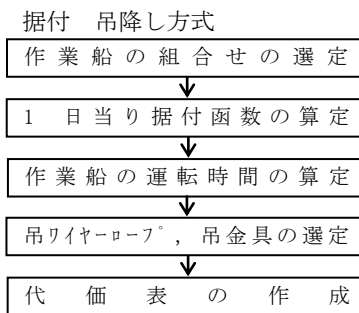 据付 吊降し方式
作業船の組合せの選定
1 日当り据付函数の算定
作業船の運転時間の算定
吊ﾜｲﾔｰﾛｰﾌﾟ，吊金具の選定
代価表の作成